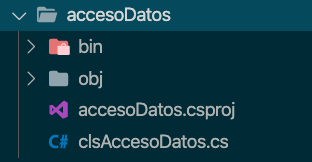 accesoDatos
bin
obj
accesoDatos.csproj
C# clsAccesoDatos.cs